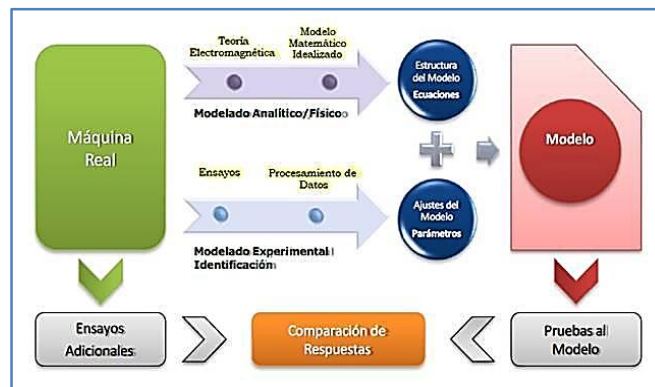 Máquina
Real
Teoría
Electromagnética
Modelo
Matemático
Idealizado
Modelado Analítico/Físico
Estructura
del Modelo
Ecuaciones
Ensayos
Procesamiento de
Datos
Modelado Experimental
Identificación
Ajustes del
Modelo
Parámetros
Modelo
Ensayos
Adicionales
Comparación de
Respuestas
Pruebas al
Modelo